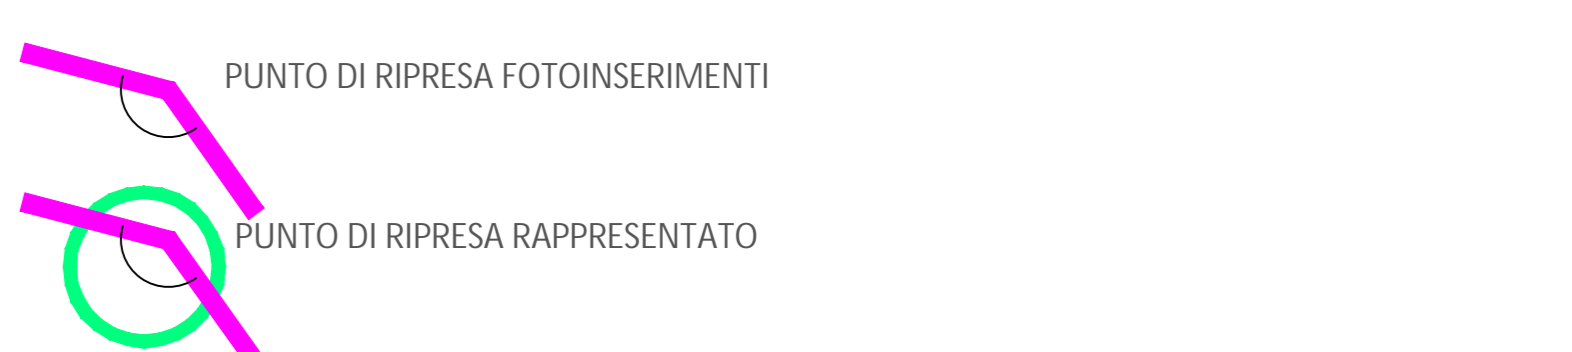 PUNTO DI RIPRESA FOTOINSERIMENTI
PUNTO DI RIPRESA RAPPRESENTATO